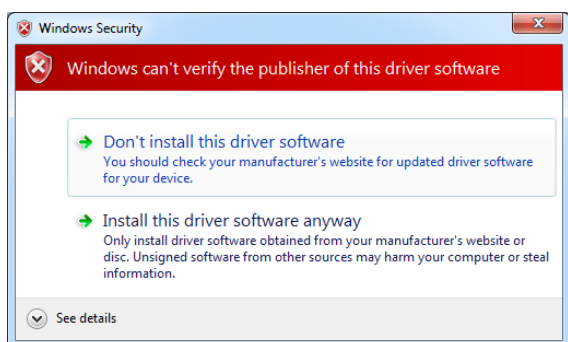 Windows Security
Windows can't verify the publisher of this driver software
Don't install this driver software
You should check your manufacturer's website for updated driver software
for your device.
Install this driver software anyway
Only install driver software obtained from your manufacturer's website or
disc. Unsigned software from other sources may harm your computer or steal
information.
See details